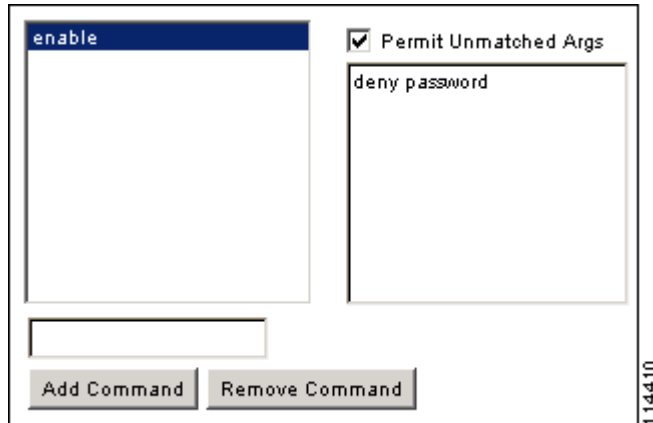 enable
Permit Unmatched Args
deny password
Add Command
Remove Command
114410